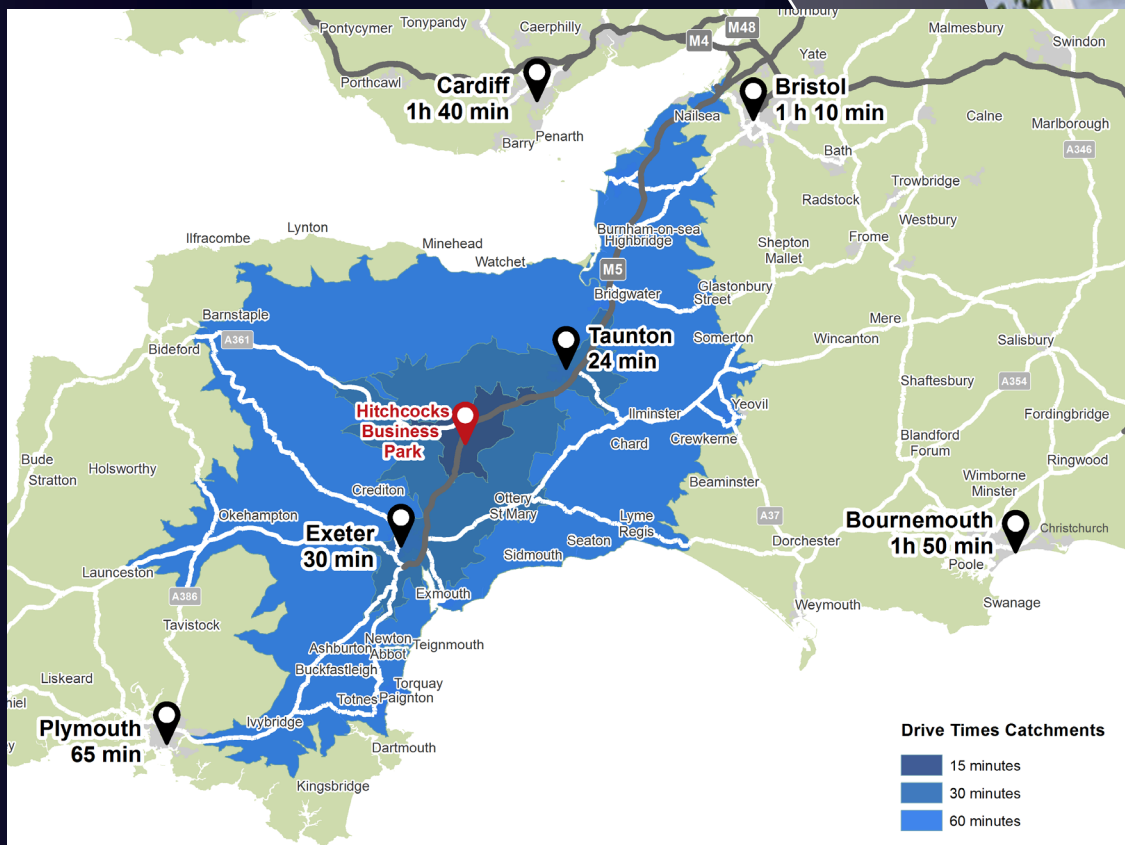 Thornbury
Pontycymer
Tonypandy
Caerphilly
M4
M48
Malmesbury
Swindon
Yate
Porthcawl
Cardiff
1h 40 min
Bristol
1 h 10 min
Nailsea
Calne
Marlborough
Barry
Penarth
A346
Bath
Trowbridge
Radstock
Westbury
Lynton
Ilfracombe
Minehead
Watchet
Burnham-on-sea
Highbridge
Shepton
Mallet
Frome
M5
Bridgwater
Glastonbury
Street
Barnstaple
A361
Bideford
Taunton
24 min
Somerton
Mere
Wincanton
Salisbury
Shaftesbury
A354
Hitchcocks
Business
Park
Ilminster
Yeovil
Fordingbridge
Chard
Crewkerne
Blandford
Forum
Bude
Stratton
Holsworthy
Ringwood
Wimborne
Minster
Crediton
Beaminster
Ottery
St Mary
Okehampton
Exeter
30 min
Lyme
Regis
Seaton
Sidmouth
A37
Dorchester
Bournemouth
1h 50 min
Christchurch
Poole
Launceston
A386
Exmouth
Weymouth
Swanage
Tavistock
Newton
Abbot
Teignmouth
Ashburton
Buckfastleigh
Liskeard
hiel
Torquay
Totnes
Paignton
Plymouth
65 min
Ivybridge
Dartmouth
Kingsbridge
Drive Times Catchments
15 minutes
30 minutes
60 minutes